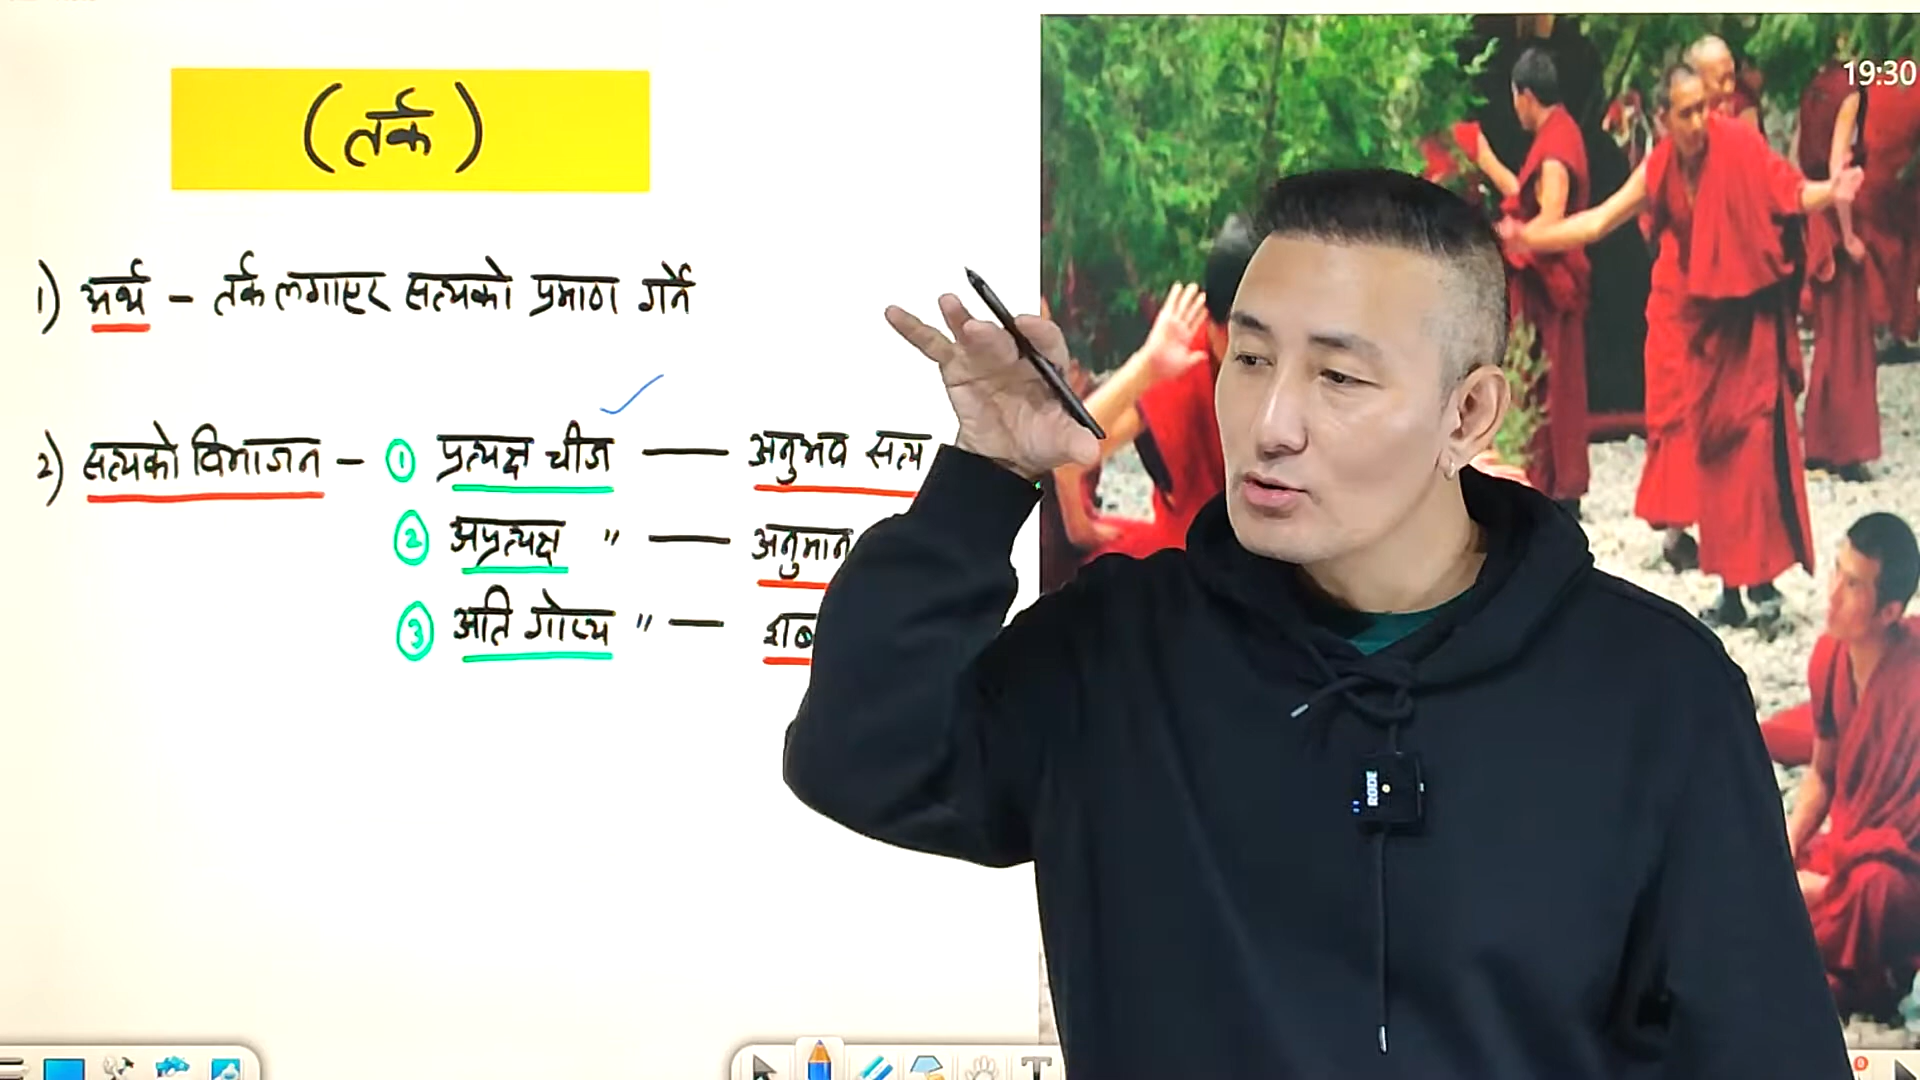 (तर्क)
1) अर्थ - तर्क लगाएर सत्यको प्रमाण गर्ने
2) सत्यको विभाजन - ① प्रत्यक्ष चीज — अनुभव सत्य
② अप्रत्यक्ष " — अनुमान
③ अति गोप्य " —
19:30
RODE